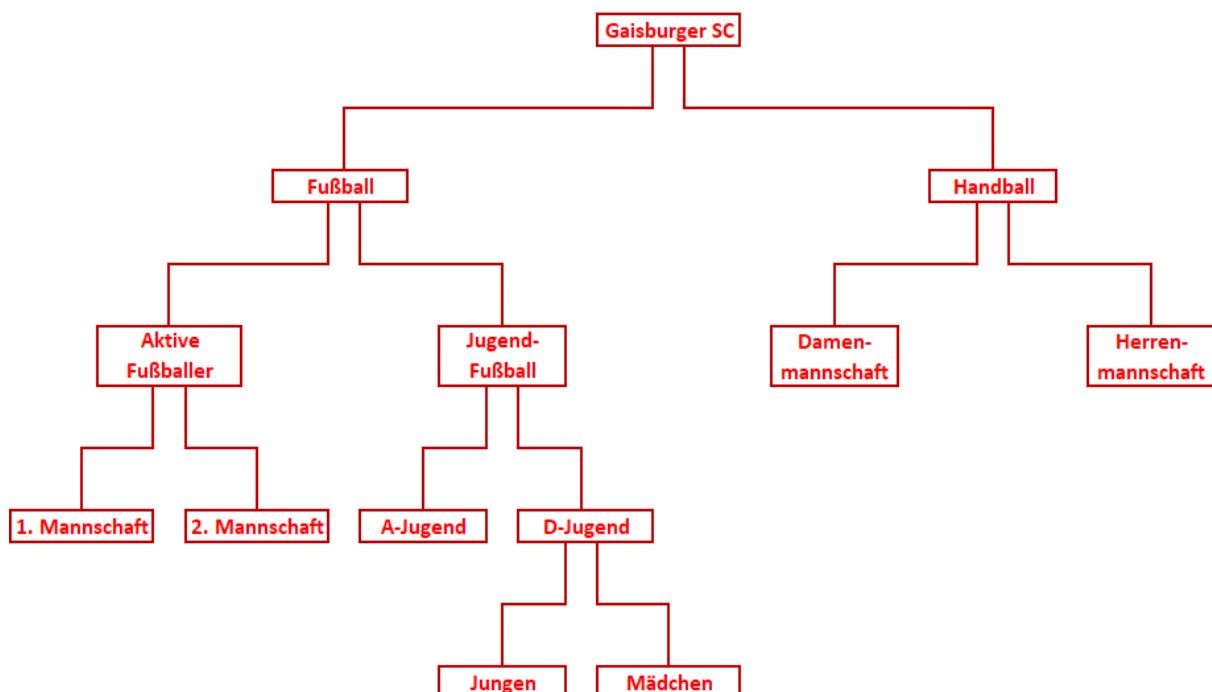 Gaisburger SC
Fußball
Handball
Aktive
Fußballer
Jugend-
Fußball
Damen-
mannschaft
Herren-
mannschaft
1. Mannschaft
2. Mannschaft
A-Jugend
D-Jugend
Jungen
Mädchen